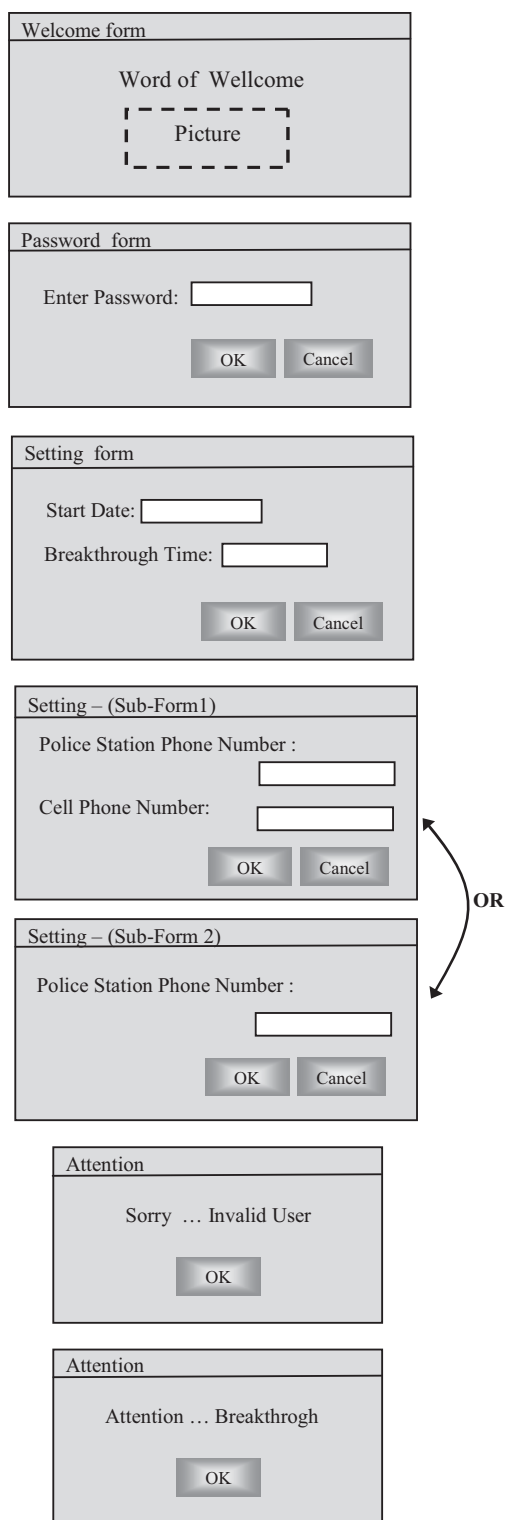 Welcome form
Word of Wellcome
Picture
Password form
Enter Password:
OK Cancel
Setting form
Start Date:
Breakthrough Time:
OK Cancel
Setting – (Sub-Form1)
Police Station Phone Number :
Cell Phone Number:
OK Cancel
OR
Setting – (Sub-Form 2)
Police Station Phone Number :
OK Cancel
Attention
Sorry … Invalid User
OK
Attention
Attention … Breakthrogh
OK